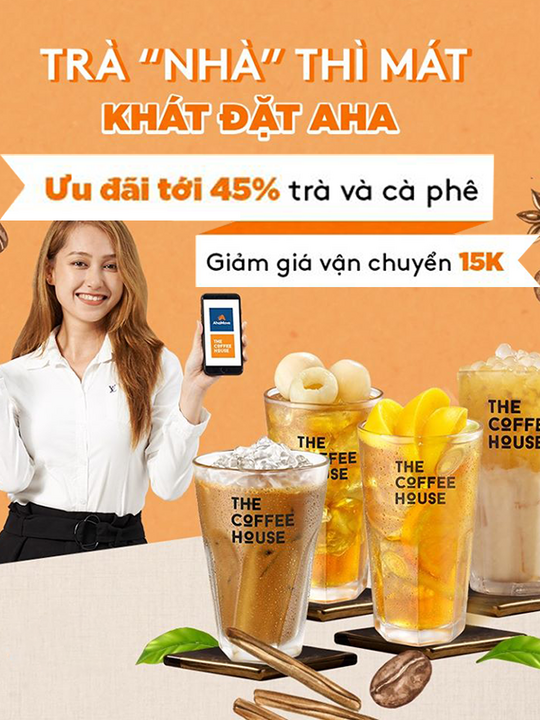 TRÀ “NHÀ” THÌ MÁT
KHÁT ĐẶT AHA
Ưu đãi tới 45% trà và cà phê
Giảm giá vận chuyển 15K
AhaMove
THE
COFFEE
HOUSE
THE
COFFEE
HOUSE
THE
COFFEE
HOUSE
THE
COFFEE
HOUSE
THE
COFFEE
HOUSE